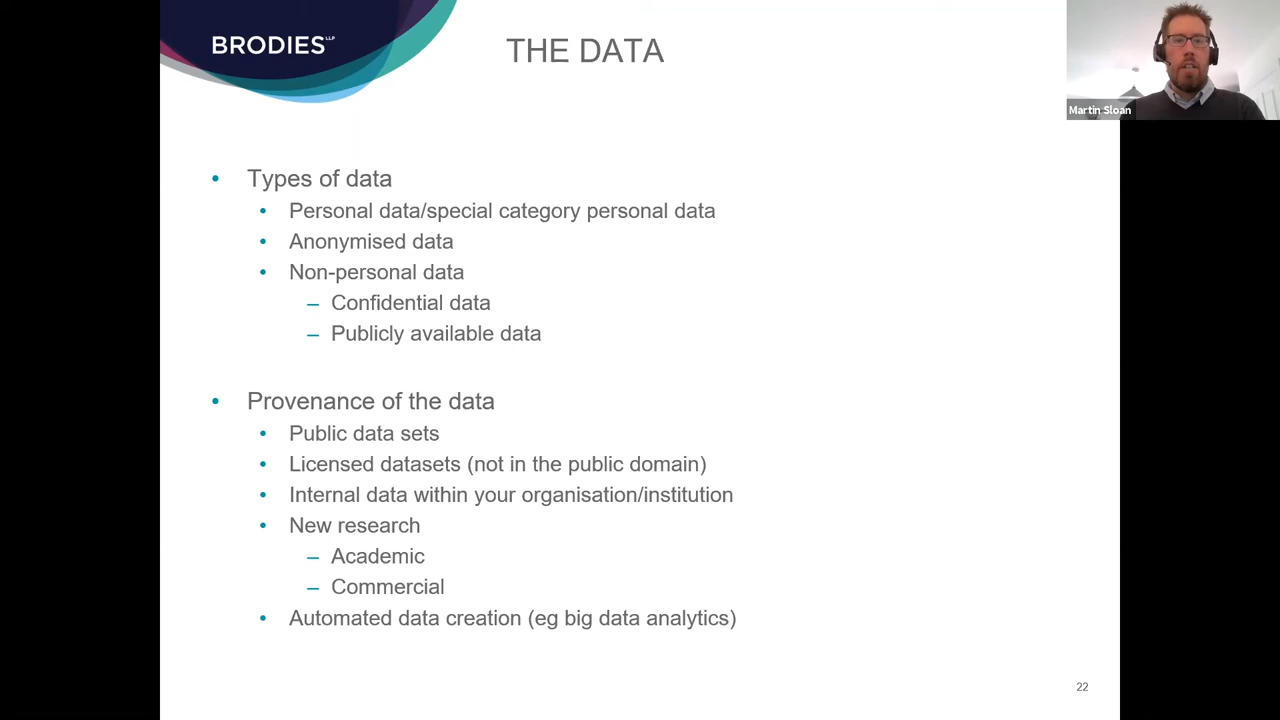 BRODIES LLP
THE DATA
Martin Sloan
• Types of data
• Personal data/special category personal data
• Anonymised data
• Non-personal data
– Confidential data
– Publicly available data
• Provenance of the data
• Public data sets
• Licensed datasets (not in the public domain)
• Internal data within your organisation/institution
• New research
– Academic
– Commercial
• Automated data creation (eg big data analytics)
22